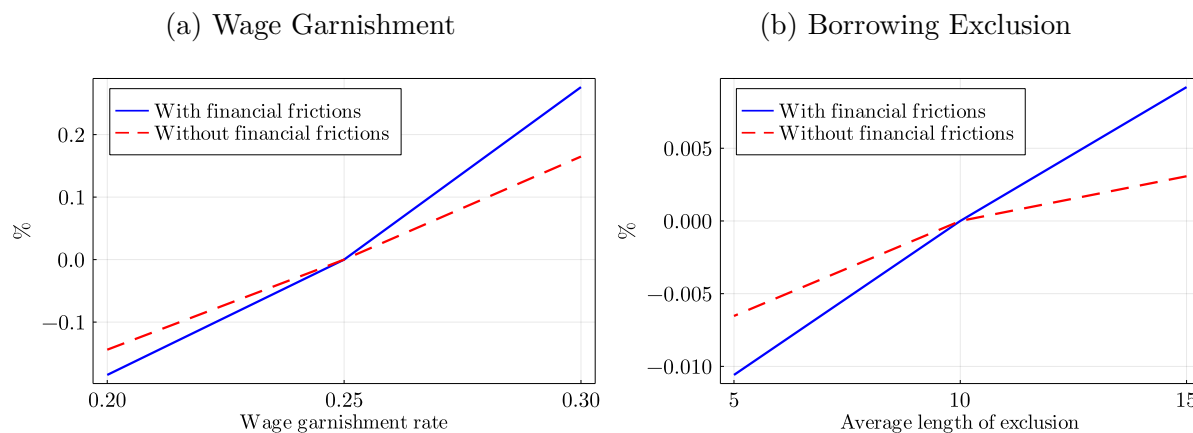 (a) Wage Garnishment
With financial frictions
Without financial frictions
0.2
0.1
0.0
−0.1
%
0.20
0.25
0.30
Wage garnishment rate
(b) Borrowing Exclusion
With financial frictions
Without financial frictions
0.005
0.000
−0.005
−0.010
%
5
10
15
Average length of exclusion